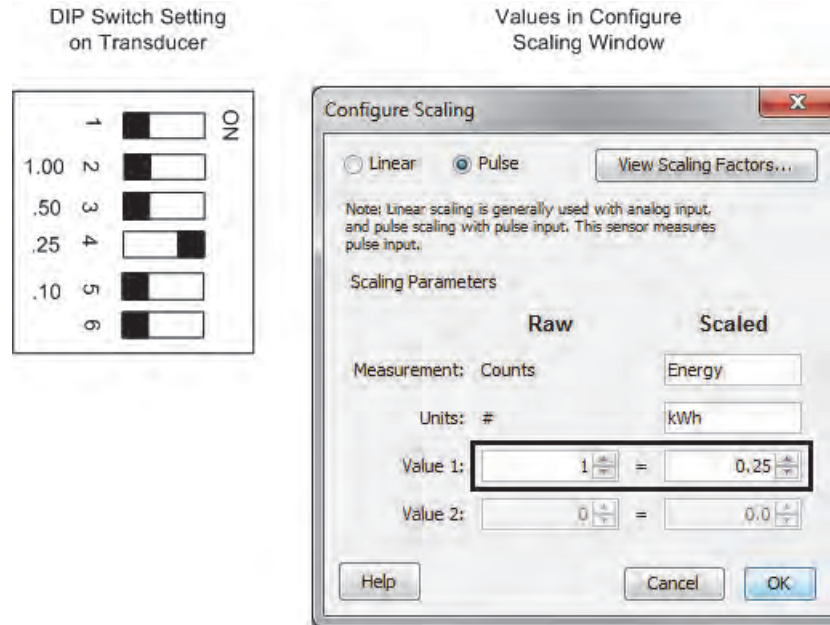 DIP Switch Setting
on Transducer
ON
1
1.00 2
.50 3
.25 4
.10 5
6
Values in Configure
Scaling Window
Configure Scaling
Linear Pulse View Scaling Factors...
Note: Linear scaling is generally used with analog input,
and pulse scaling with pulse input. This sensor measures
pulse input.
Scaling Parameters
Raw Scaled
Measurement: Counts Energy
Units: # kWh
Value 1: 1 = 0.25
Value 2: 0 = 0.0
Help Cancel OK